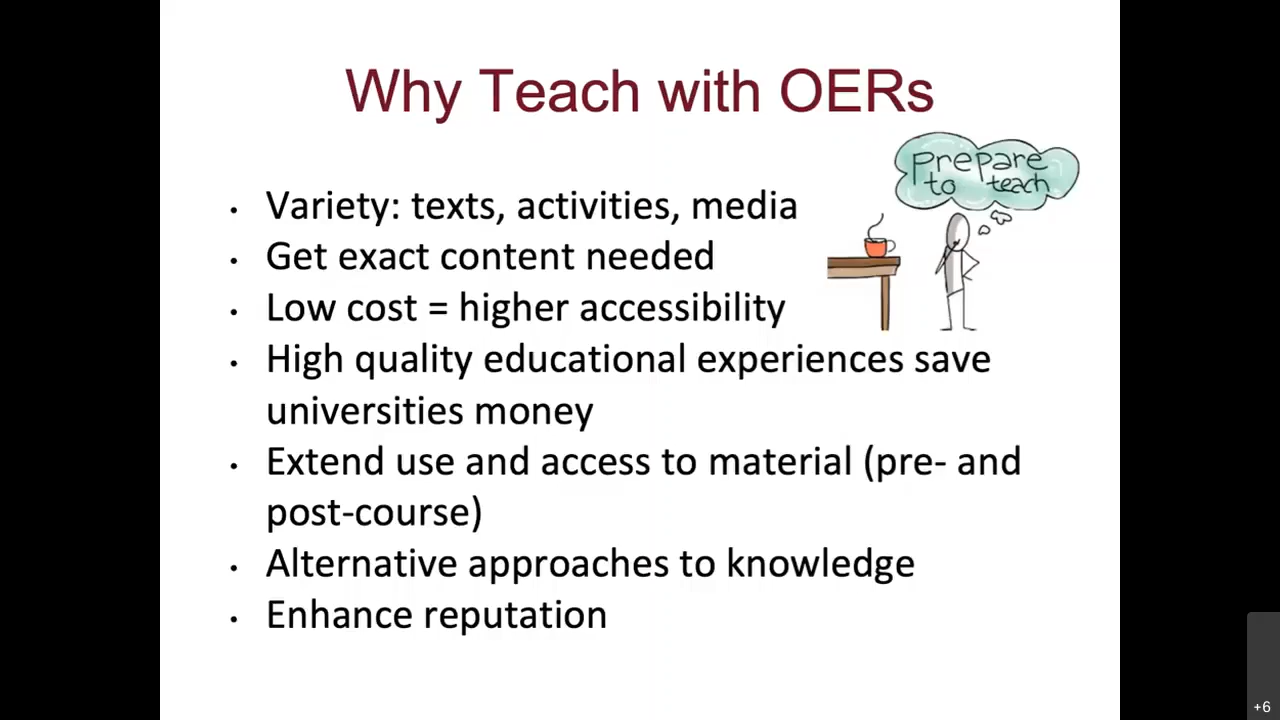 Why Teach with OERs
prepare
to teach
• Variety: texts, activities, media
• Get exact content needed
• Low cost = higher accessibility
• High quality educational experiences save
universities money
• Extend use and access to material (pre- and
post-course)
• Alternative approaches to knowledge
• Enhance reputation
+6